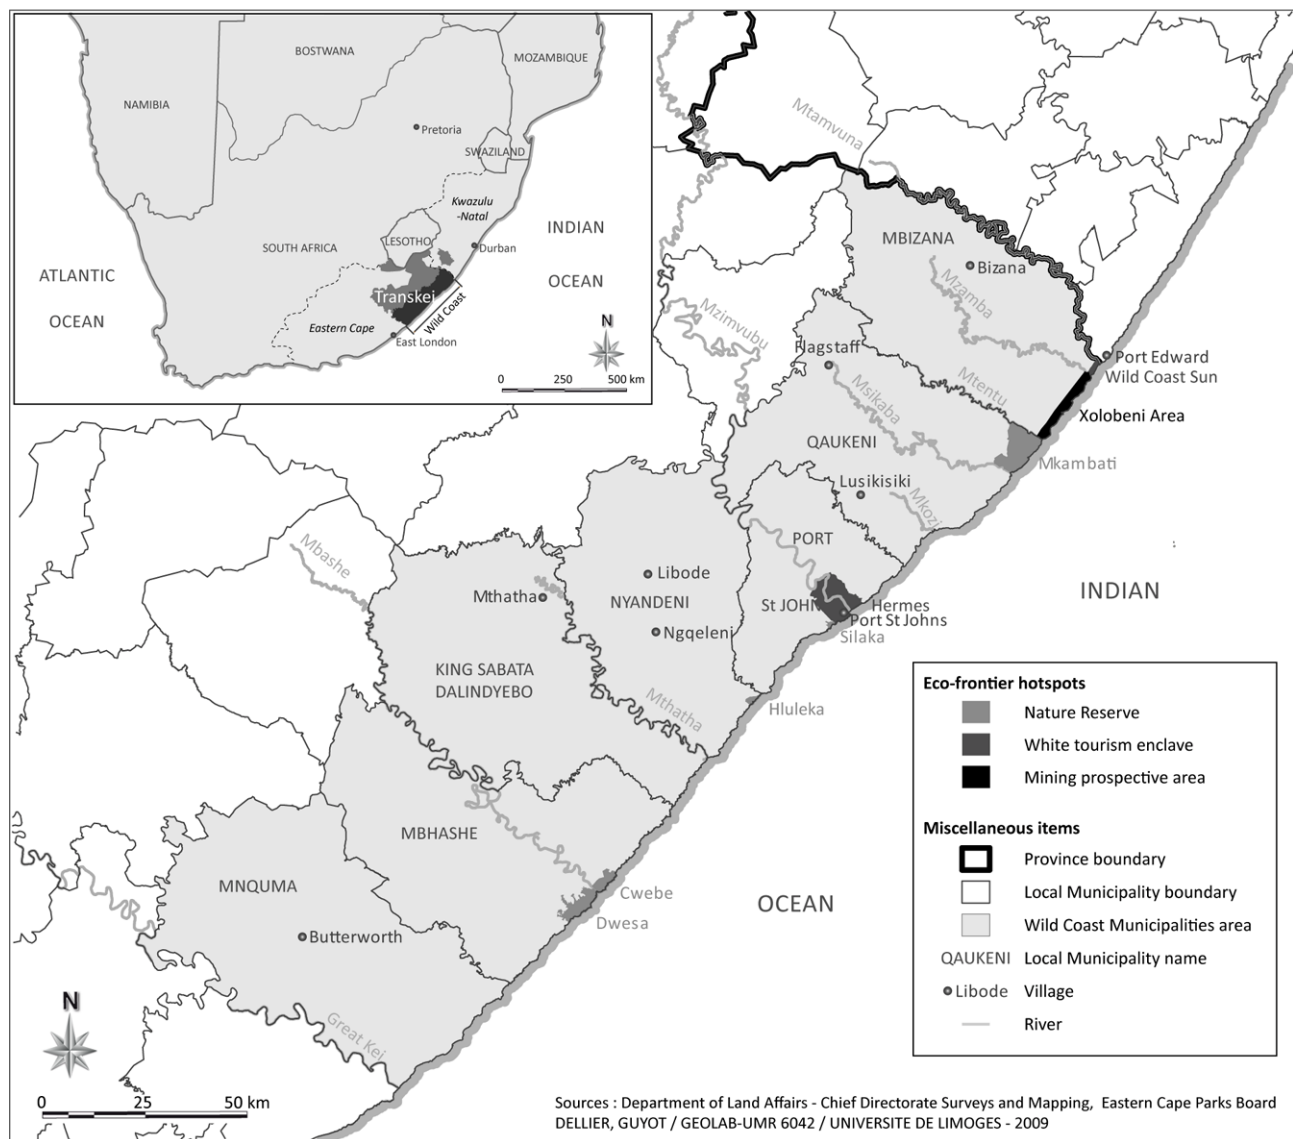 BOSTWANA
MOZAMBIQUE
NAMIBIA
Pretoria
SWAZILAND
Kwazulu
-Natal
INDIAN
OCEAN
SOUTH AFRICA
LESOTHO
Durban
ATLANTIC
OCEAN
Transkei
Wild Coast
Eastern Cape
East London
N
0 250 500 km
Mtamvuna
MBIZANA
Bizana
Mzamba
Mzimvubu
Flagstaff
Port Edward
Wild Coast Sun
Mtentu
Msikaba
Xolobeni Area
QAUKENI
Mkambati
Lusikisiki
Mkozi
PORT
St JOHN
Hermes
Port St Johns
Silaka
INDIAN
OCEAN
Mbashe
Mthatha
Libode
NYANDENI
Ngqeleni
KING SABATA
DALINDYEBO
Mthatha
Hluleka
MBHASHE
Cwebe
Dwesa
MNQUMA
Butterworth
Great Kei
N
0 25 50 km
Eco-frontier hotspots
Nature Reserve
White tourism enclave
Mining prospective area
Miscellaneous items
Province boundary
Local Municipality boundary
Wild Coast Municipalities area
QAUKENI Local Municipality name
Libode Village
River
Sources : Department of Land Affairs - Chief Directorate Surveys and Mapping, Eastern Cape Parks Board
DELLIER, GUYOT / GEOLAB-UMR 6042 / UNIVERSITE DE LIMOGES - 2009